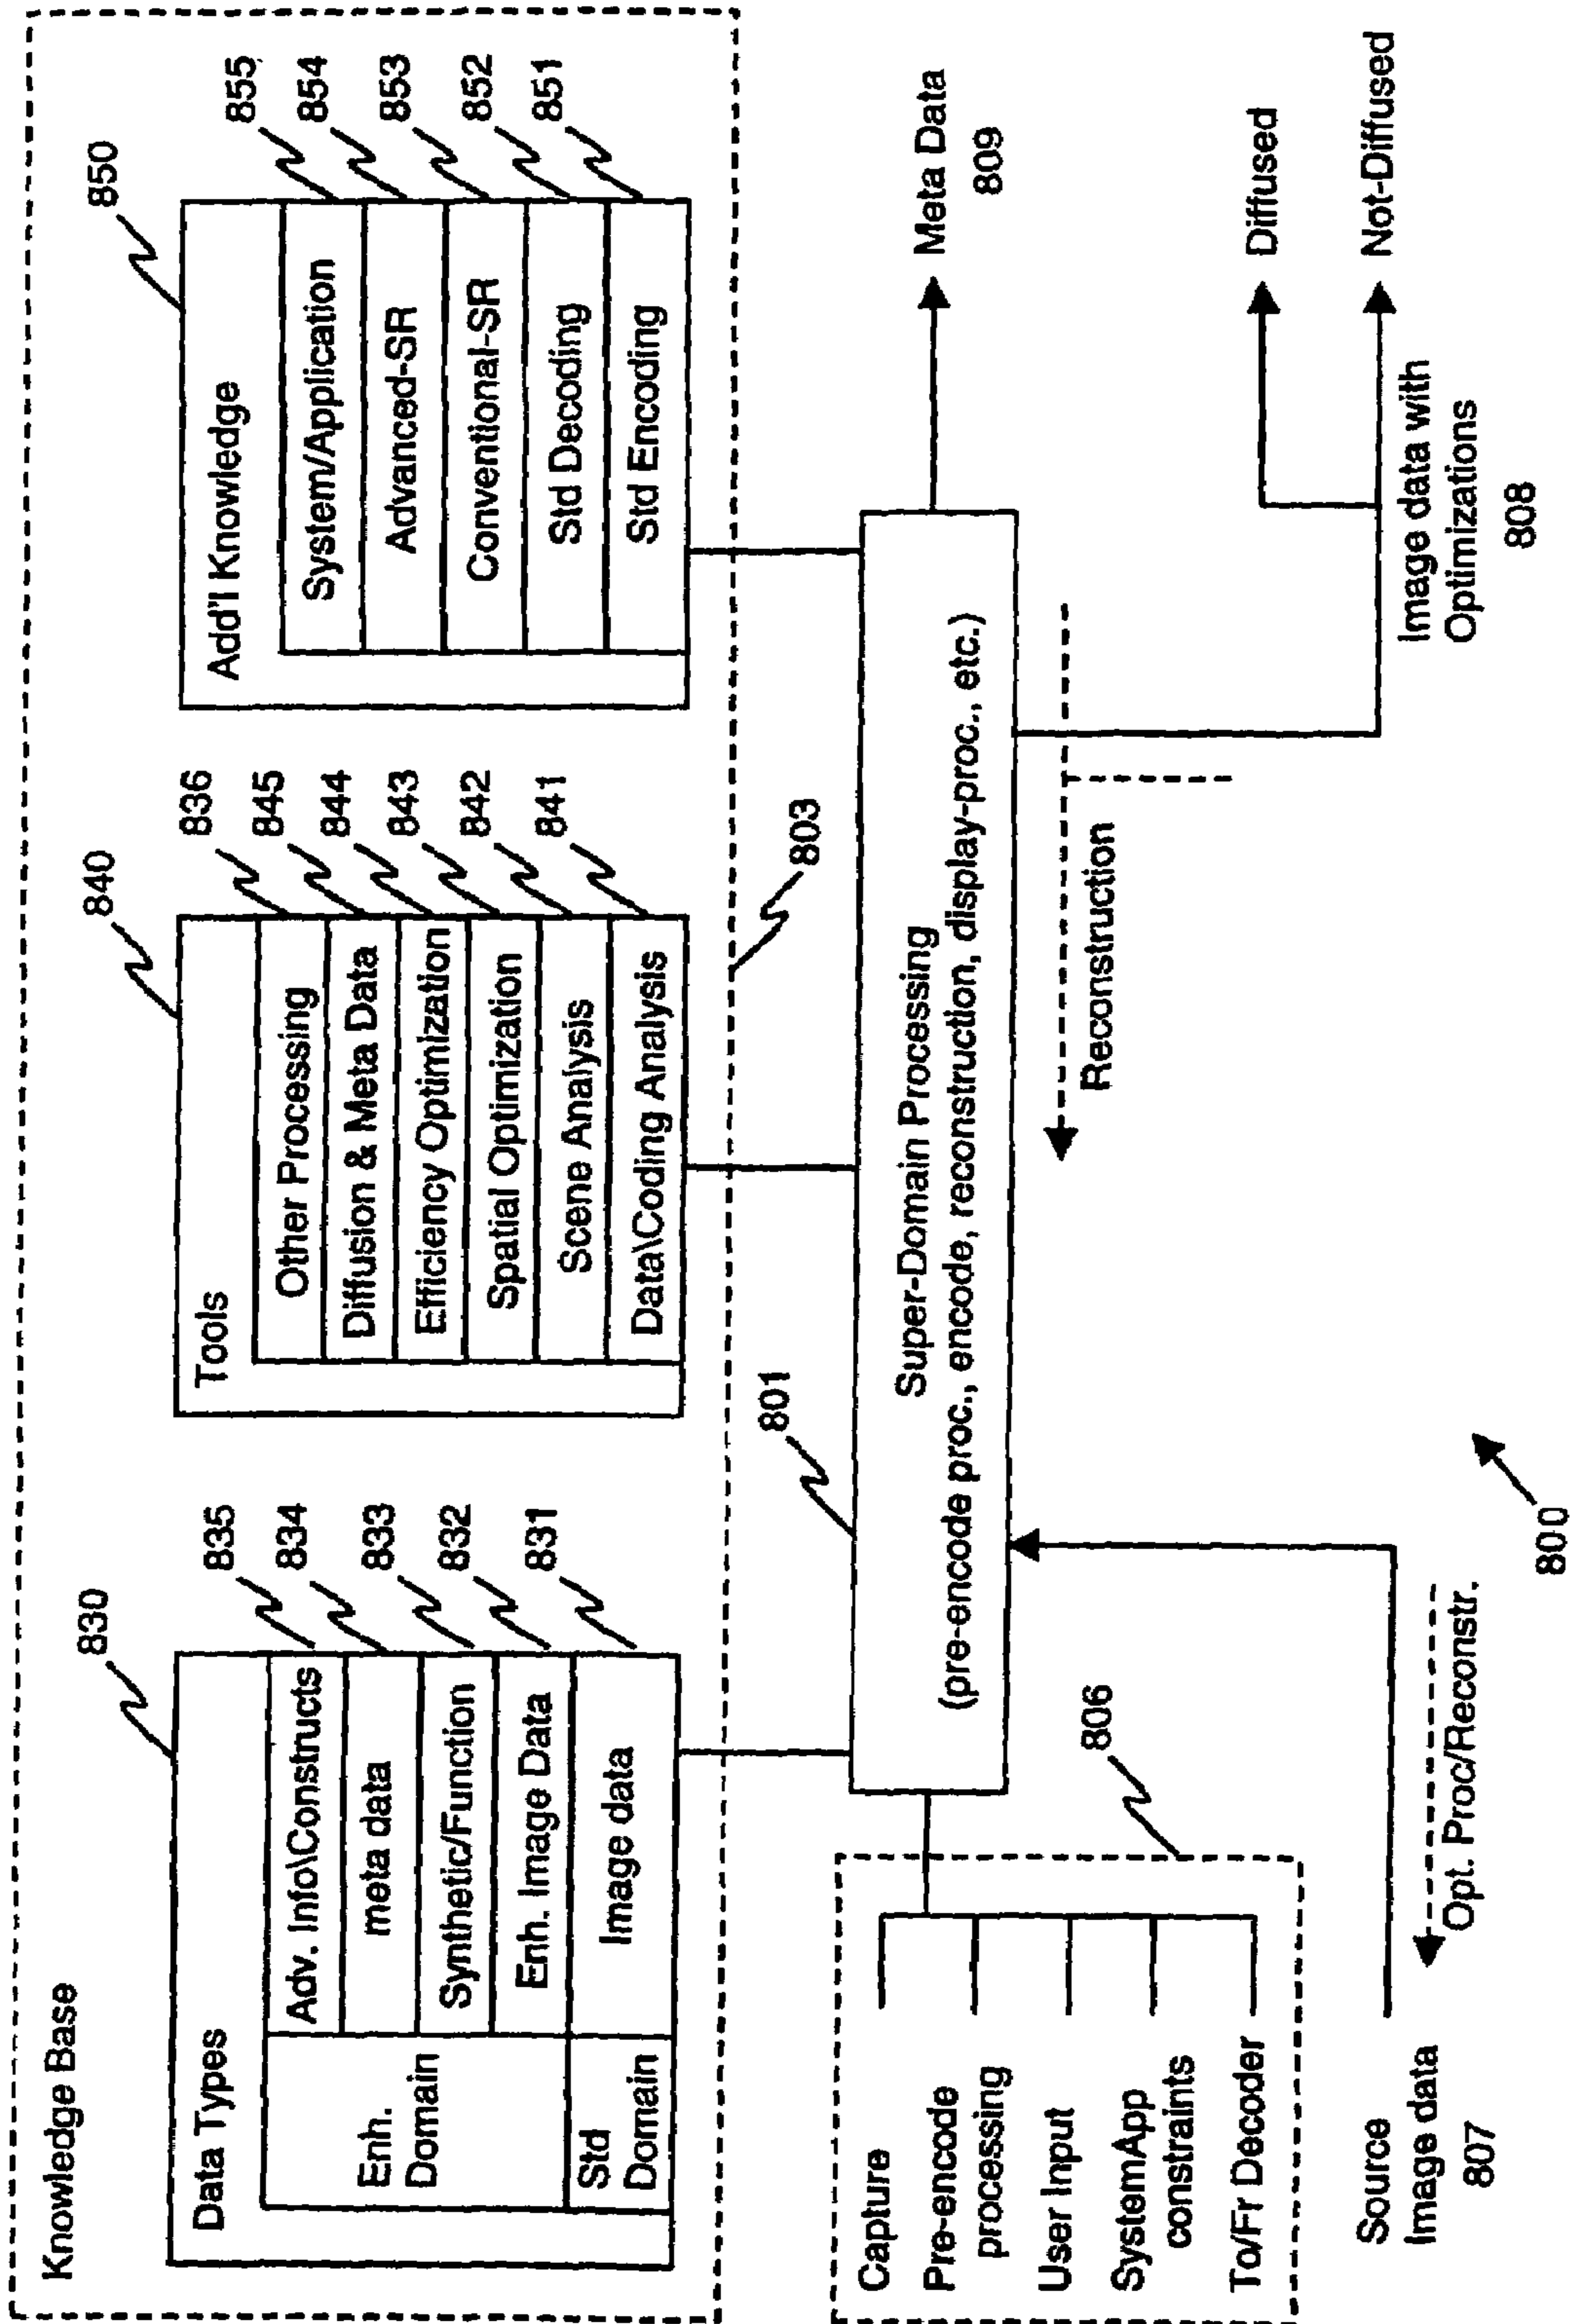 Knowledge Base
830
Data Types
Enh.
Domain
Std
Domain
Adv. Info\Constructs
meta data
Synthetic/Function
Enh. Image Data
Image data
835
834
833
832
831
840
Tools
Other Processing
Diffusion & Meta Data
Efficiency Optimization
Spatial Optimization
Scene Analysis
Data\Coding Analysis
836
845
844
843
842
841
850
Add'l Knowledge
System/Application
Advanced-SR
Conventional-SR
Std Decoding
Std Encoding
855
854
853
852
851
803
801
Super-Domain Processing
(pre-encode proc., encode, reconstruction, display-proc., etc.)
806
Capture
Pre-encode
processing
User Input
SystemApp
constraints
To/Fr Decoder
Source
Image data
807
Opt. Proc/Reconstr.
800
Reconstruction
Meta Data
809
Diffused
Not-Diffused
Image data with
Optimizations
808